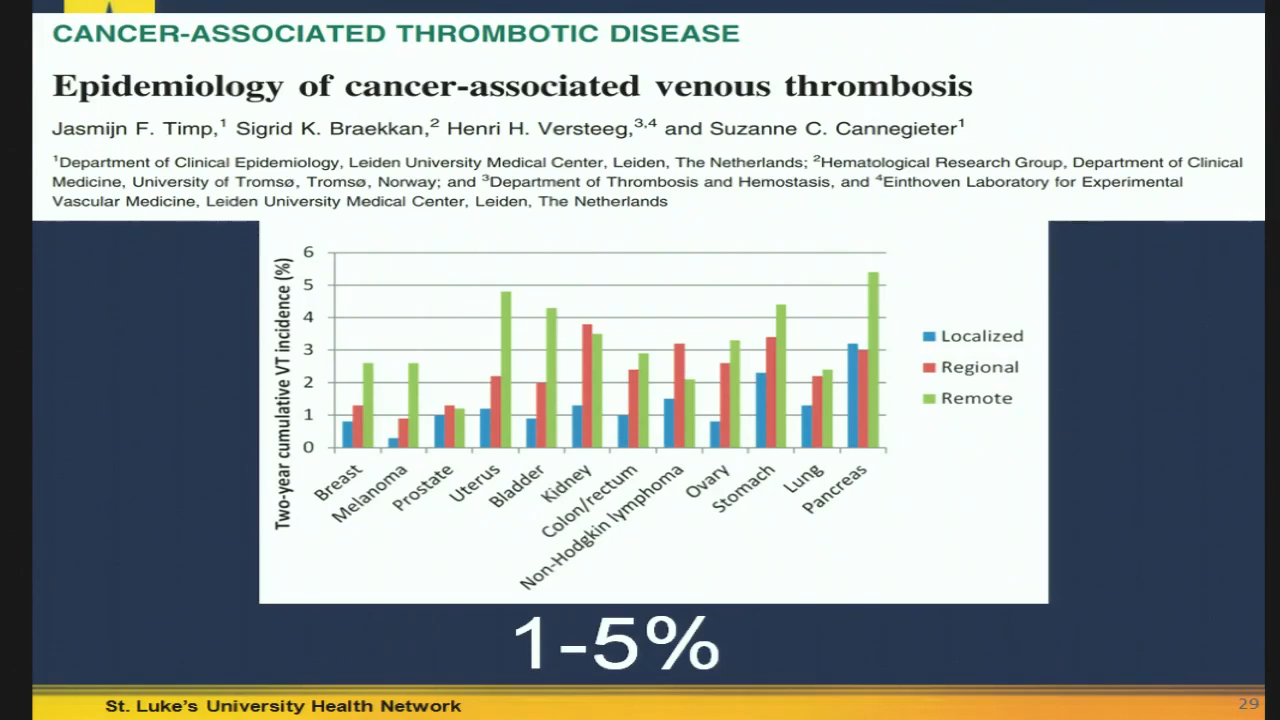 CANCER-ASSOCIATED THROMBOTIC DISEASE
Epidemiology of cancer-associated venous thrombosis
Jasmijn F. Timp,¹ Sigrid K. Braekkan,² Henri H. Versteeg,³,⁴ and Suzanne C. Cannegieter¹
¹Department of Clinical Epidemiology, Leiden University Medical Center, Leiden, The Netherlands; ²Hematological Research Group, Department of Clinical
Medicine, University of Tromsø, Tromsø, Norway; and ³Department of Thrombosis and Hemostasis, and ⁴Einthoven Laboratory for Experimental
Vascular Medicine, Leiden University Medical Center, Leiden, The Netherlands
Two-year cumulative VT incidence (%)
6
5
4
3
2
1
0
Breast
Melanoma
Prostate
Uterus
Bladder
Kidney
Colon/rectum
Non-Hodgkin lymphoma
Ovary
Stomach
Lung
Pancreas
Localized
Regional
Remote
1-5%
St. Luke's University Health Network
29